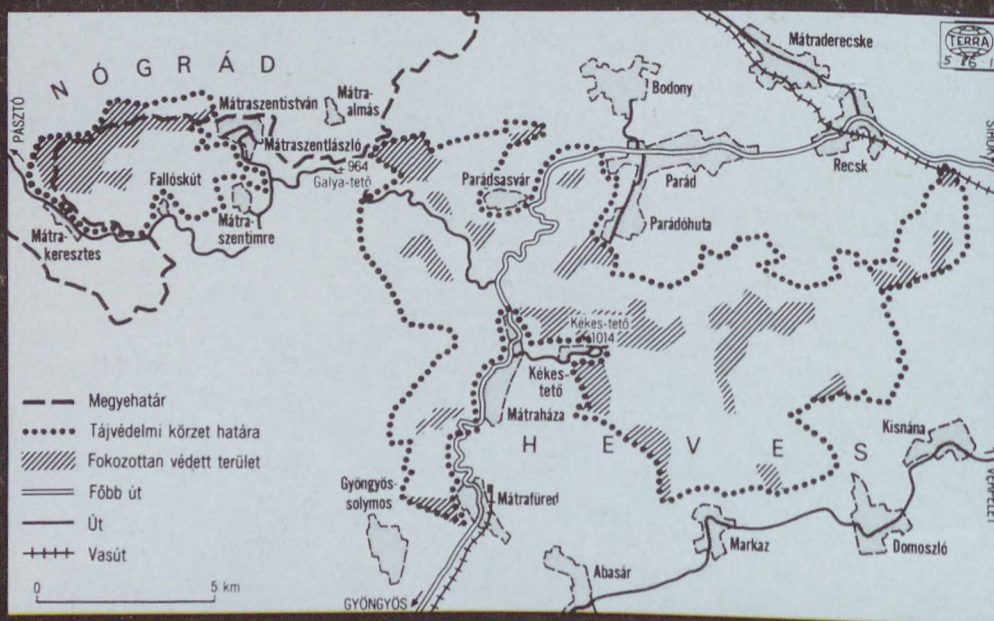 NÓGRÁD
PÁSZTÓ
Mátraszentistván
Mátra-
almás
Mátraszentlászló
964
Galya-tető
Fallóskút
Mátra-
szentimre
Mátra-
keresztes
Mátraderecske
TERRA
Bodony
Parádsasvár
Parád
Recsk
Parádóhuta
Kékes-tető
1014
Kékes-
tető
Mátraháza
HEVES
Kisnána
Gyöngyös-
solymos
Mátrafüred
Markaz
Domoszló
Abasár
GYÖNGYÖS
VERPELÉT
Megyehatár
Tájvédelmi körzet határa
Fokozottan védett terület
Főbb út
Út
Vasút
0 5 km